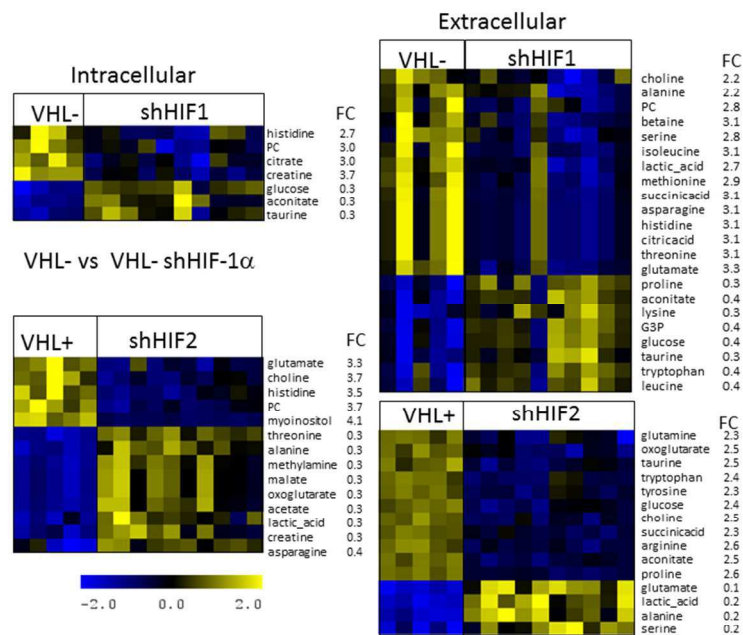 Intracellular
VHL- shHIF1 FC
histidine 2.7
PC 3.0
citrate 3.0
creatine 3.7
glucose 0.3
aconitate 0.3
taurine 0.3
VHL- vs VHL- shHIF-1α
VHL+ shHIF2 FC
glutamate 3.3
choline 3.7
histidine 3.5
PC 3.7
myoinositol 4.1
threonine 0.3
alanine 0.3
methylamine 0.3
malate 0.3
oxoglutarate 0.3
acetate 0.3
lactic_acid 0.3
creatine 0.3
asparagine 0.4
-2.0 0.0 2.0
Extracellular
VHL- shHIF1 FC
choline 2.2
alanine 2.2
PC 2.8
betaine 3.1
serine 2.8
isoleucine 3.1
lactic_acid 2.7
methionine 2.9
succinicacid 3.1
asparagine 3.1
histidine 3.1
citricacid 3.1
threonine 3.1
glutamate 3.3
proline 0.3
aconitate 0.4
lysine 0.3
G3P 0.4
glucose 0.4
taurine 0.3
tryptophan 0.4
leucine 0.4
VHL+ shHIF2 FC
glutamine 2.3
oxoglutarate 2.5
taurine 2.5
tryptophan 2.4
tyrosine 2.3
glucose 2.4
choline 2.5
succinicacid 2.3
arginine 2.6
aconitate 2.5
proline 2.6
glutamate 0.1
lactic_acid 0.2
alanine 0.2
serine 0.2